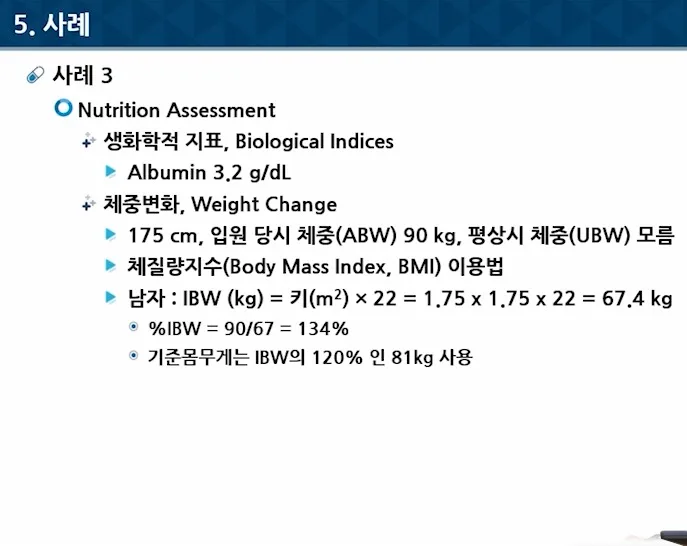 5. 사례
사례 3
Nutrition Assessment
생화학적 지표, Biological Indices
Albumin 3.2 g/dL
체중변화, Weight Change
175 cm, 입원 당시 체중(ABW) 90 kg, 평상시 체중(UBW) 모름
체질량지수(Body Mass Index, BMI) 이용법
남자 : IBW (kg) = 키(m²) × 22 = 1.75 x 1.75 x 22 = 67.4 kg
%IBW = 90/67 = 134%
기준몸무게는 IBW의 120% 인 81kg 사용